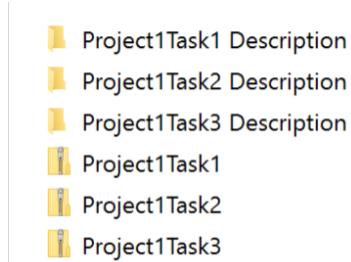 Project1Task1 Description
Project1Task2 Description
Project1Task3 Description
Project1Task1
Project1Task2
Project1Task3